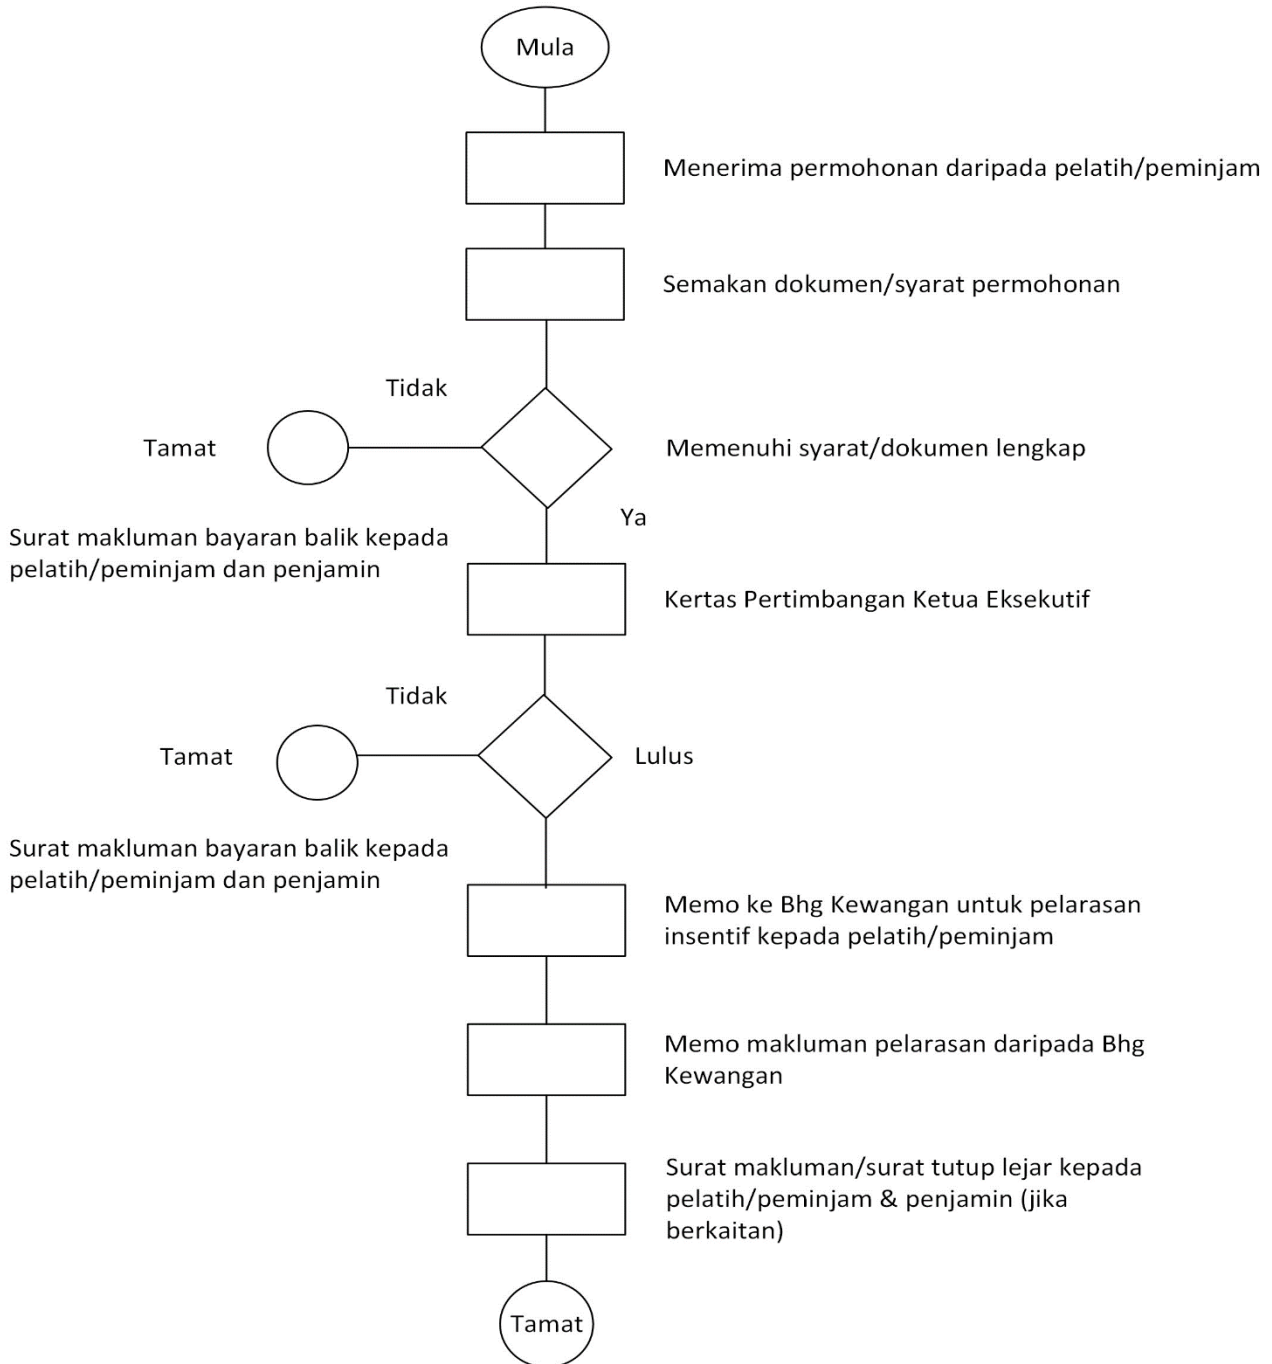 Mula
Menerima permohonan daripada pelatih/peminjam
Semakan dokumen/syarat permohonan
Tidak
Tamat
Memenuhi syarat/dokumen lengkap
Ya
Surat makluman bayaran balik kepada
pelatih/peminjam dan penjamin
Kertas Pertimbangan Ketua Eksekutif
Tidak
Tamat
Lulus
Surat makluman bayaran balik kepada
pelatih/peminjam dan penjamin
Memo ke Bhg Kewangan untuk pelarasan
insentif kepada pelatih/peminjam
Memo makluman pelarasan daripada Bhg
Kewangan
Surat makluman/surat tutup lejar kepada
pelatih/peminjam & penjamin (jika
berkaitan)
Tamat